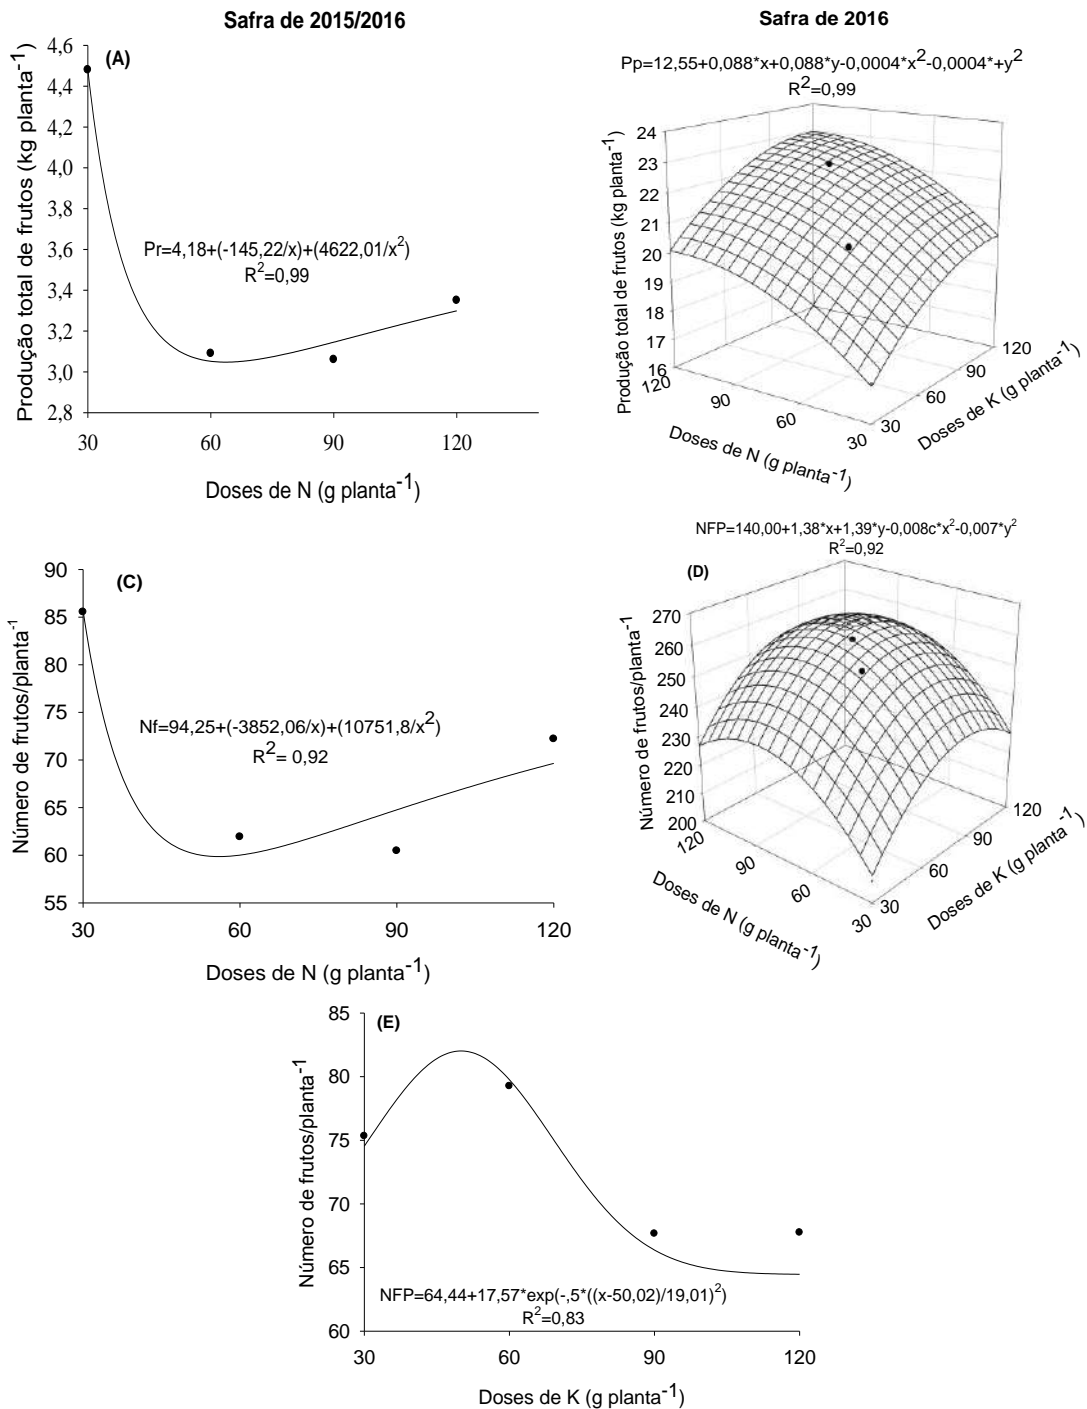 Safra de 2015/2016
Safra de 2016
(A)
Produção total de frutos (kg planta-1)
4,6
4,4
4,2
4,0
3,8
3,6
3,4
3,2
3,0
2,8
Pr=4,18+(-145,22/x)+(4622,01/x²)
R²=0,99
30 60 90 120
Doses de N (g planta-1)
Pp=12,55+0,088*x+0,088*y-0,0004*x²-0,0004*+y²
R²=0,99
Produção total de frutos (kg planta-1)
24
23
22
21
20
19
18
17
16
120 90 60 30
Doses de N (g planta-1)
30 60 90 120
Doses de K (g planta-1)
(C)
Número de frutos/planta-1
90
85
80
75
70
65
60
55
Nf=94,25+(-3852,06/x)+(10751,8/x²)
R²= 0,92
30 60 90 120
Doses de N (g planta-1)
NFP=140,00+1,38*x+1,39*y-0,008c*x²-0,007*y²
R²=0,92
(D)
Número de frutos/planta-1
270
260
250
240
230
220
210
200
120 90 60 30
Doses de N (g planta-1)
30 60 90 120
Doses de K (g planta-1)
(E)
Número de frutos/planta-1
85
80
75
70
65
60
NFP=64,44+17,57*exp(-,5*((x-50,02)/19,01)²)
R²=0,83
30 60 90 120
Doses de K (g planta-1)